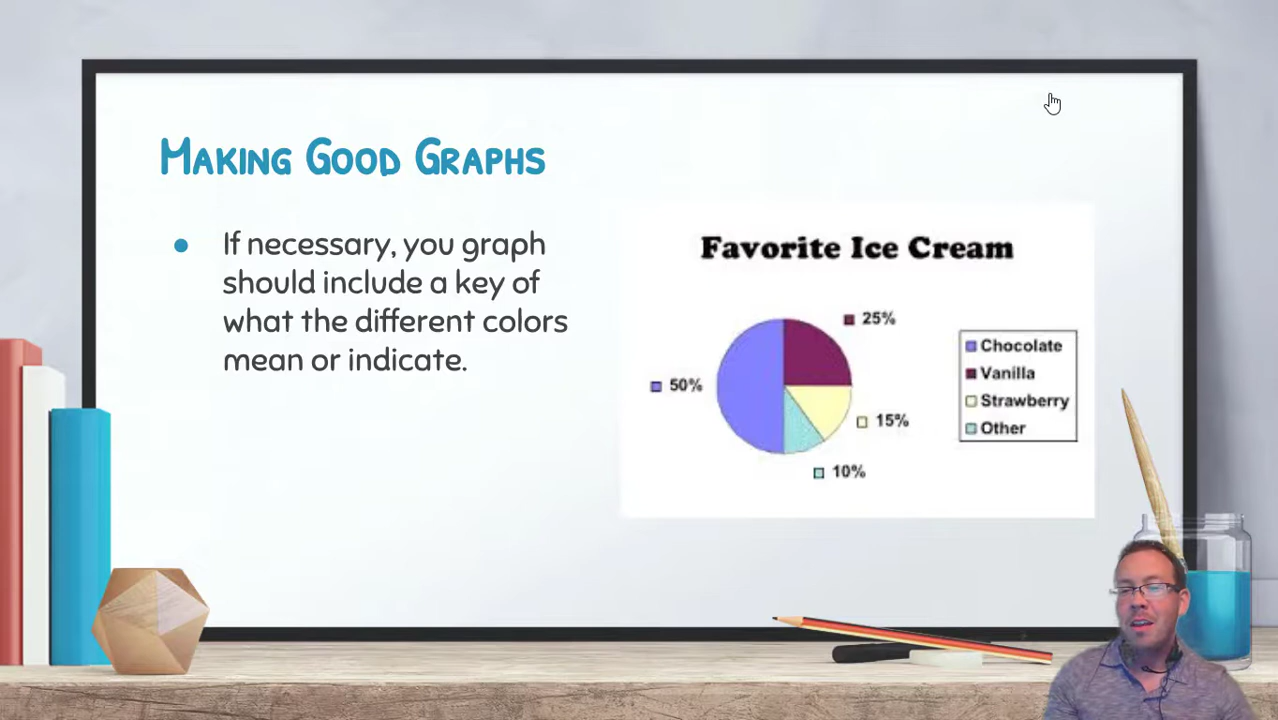 Making Good Graphs
If necessary, you graph
should include a key of
what the different colors
mean or indicate.
Favorite Ice Cream
25%
50%
15%
10%
Chocolate
Vanilla
Strawberry
Other